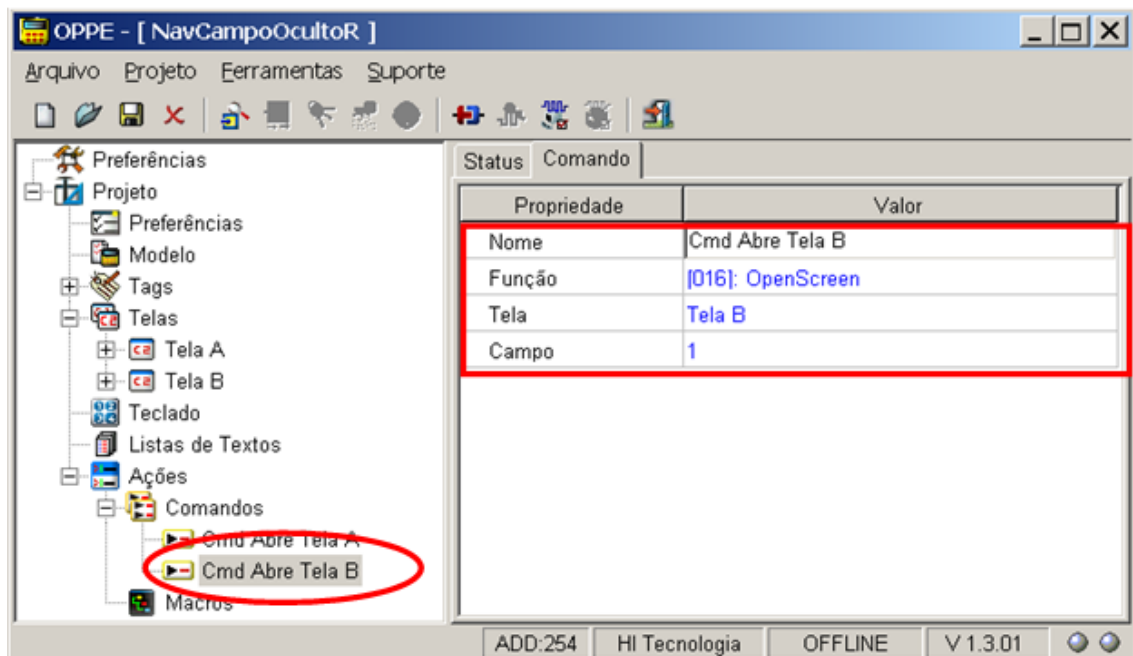 OPPE - [ NavCampoOcultoR ]
Arquivo Projeto Ferramentas Suporte
Preferências
Projeto
Preferências
Modelo
Tags
Telas
Tela A
Tela B
Teclado
Listas de Textos
Ações
Comandos
Cmd Abre Tela A
Cmd Abre Tela B
Macros
Status Comando
Propriedade Valor
Nome Cmd Abre Tela B
Função [016]: OpenScreen
Tela Tela B
Campo 1
ADD:254 HI Tecnologia OFFLINE V 1.3.01